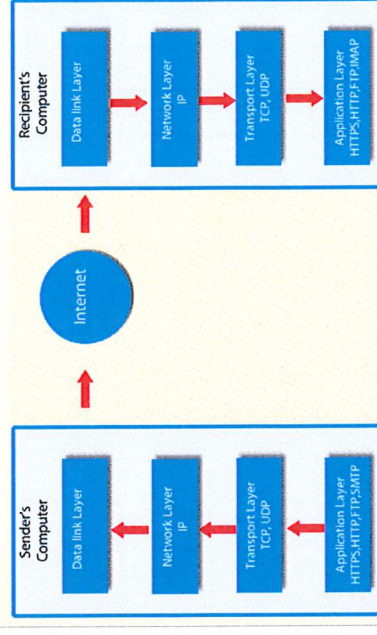 Sender's
Computer
Data link Layer
Network Layer
IP
Transport Layer
TCP, UDP
Application Layer
HTTPS,HTTP,FTP,SMTP
Internet
Recipient's
Computer
Data link Layer
Network Layer
IP
Transport Layer
TCP, UDP
Application Layer
HTTPS,HTTP,FTP,IMAP